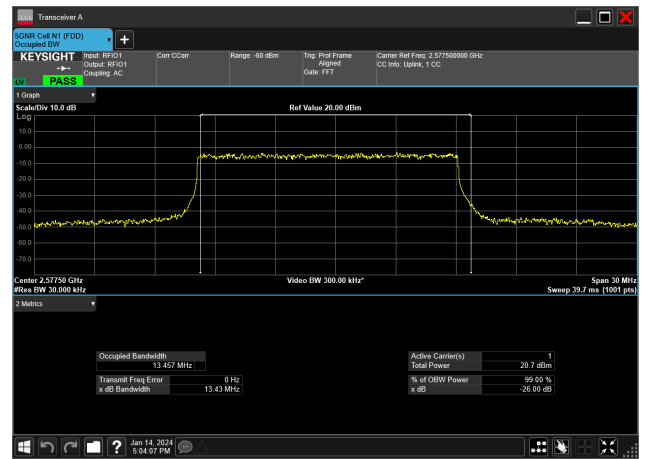 Transceiver A
5GNR Cell N1 (FDD)
Occupied BW
KEYSIGHT
LW PASS
Input: RFIO1
Output: RFIO1
Coupling: AC
Corr CCorr
Range: -60 dBm
Trig: Prot Frame
Aligned
Gate: FFT
Carrier Ref Freq: 2.577500000 GHz
CC Info: Uplink, 1 CC
1 Graph
Scale/Div 10.0 dB
Ref Value 20.00 dBm
Log
10.0
0.00
-10.0
-20.0
-30.0
-40.0
-50.0
-60.0
-70.0
Center 2.57750 GHz
Video BW 300.00 kHz*
Span 30 MHz
#Res BW 30.000 kHz
Sweep 39.7 ms (1001 pts)
2 Metrics
Occupied Bandwidth
13.457 MHz
Transmit Freq Error 0 Hz
x dB Bandwidth 13.43 MHz
Active Carrier(s) 1
Total Power 20.7 dBm
% of OBW Power 99.00 %
x dB -26.00 dB
Jan 14, 2024
5:04:07 PM